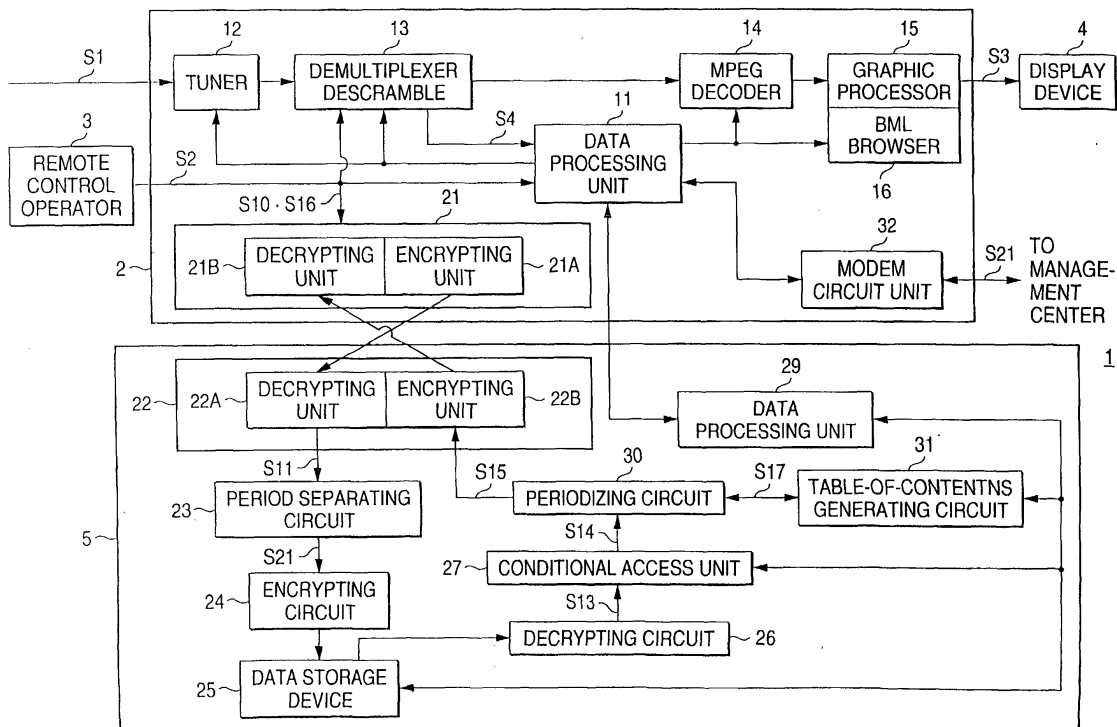 12
13
14
15
4
S1
TUNER
DEMULTIPLEXER
DESCRAMBLE
MPEG
DECODER
GRAPHIC
PROCESSOR
S3
DISPLAY
DEVICE
11
BML
BROWSER
16
3
REMOTE
CONTROL
OPERATOR
S2
S4
DATA
PROCESSING
UNIT
S10 · S16
21
2
21B
DECRYPTING
UNIT
ENCRYPTING
UNIT
21A
32
MODEM
CIRCUIT UNIT
S21
TO
MANAGE-
MENT
CENTER
1
22
22A
DECRYPTING
UNIT
ENCRYPTING
UNIT
22B
29
DATA
PROCESSING UNIT
S11
S15
30
S17
31
23
PERIOD SEPARATING
CIRCUIT
PERIODIZING CIRCUIT
TABLE-OF-CONTENTNS
GENERATING CIRCUIT
5
S21
S14
24
ENCRYPTING
CIRCUIT
27
CONDITIONAL ACCESS UNIT
S13
DECRYPTING CIRCUIT
26
25
DATA STORAGE
DEVICE